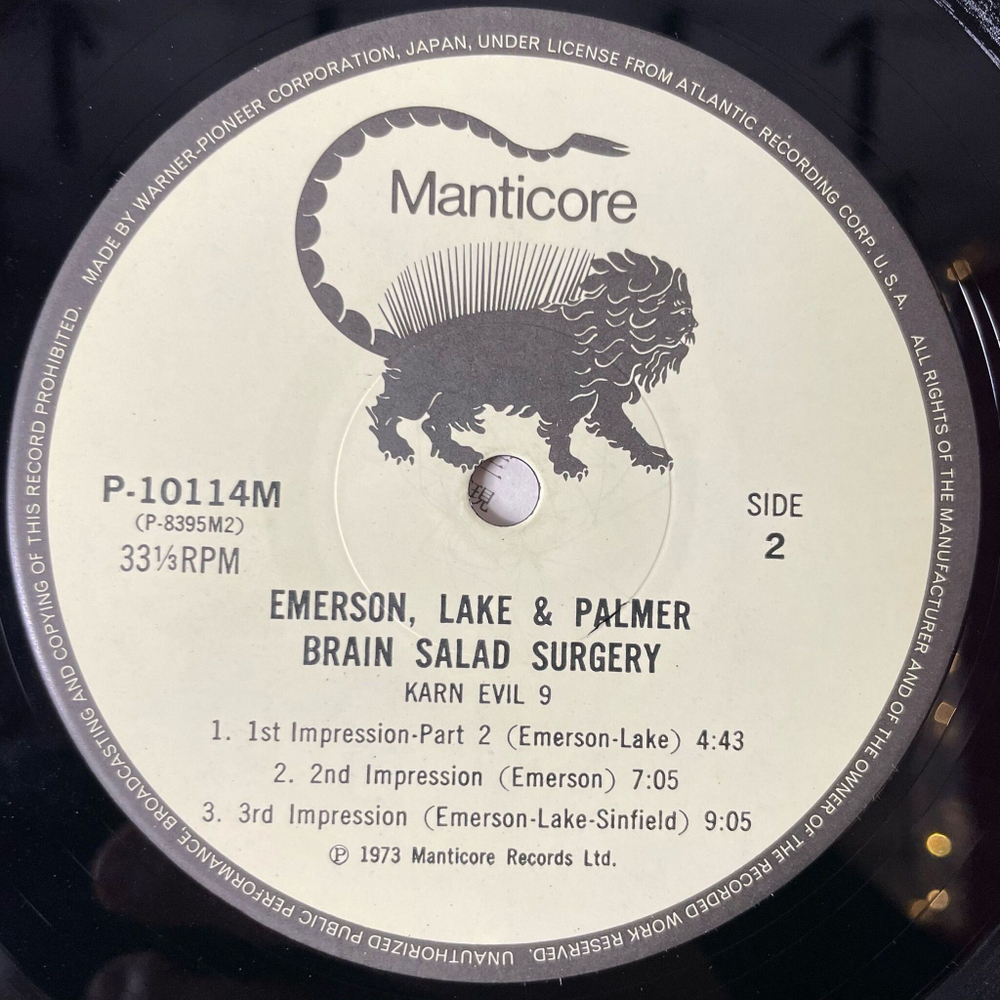 MADE BY WARNER-PIONEER CORPORATION, JAPAN, UNDER LICENSE FROM ATLANTIC RECORDING CORP. U.S.A. ALL RIGHTS OF THE MANUFACTURER AND OF THE OWNER OF THE RECORDED WORK RESERVED. UNAUTHORIZED PUBLIC PERFORMANCE, BROADCASTING AND COPYING OF THIS RECORD PROHIBITED.
Manticore
現
P-10114M
(P-8395M2)
33⅓RPM
SIDE
2
EMERSON, LAKE & PALMER
BRAIN SALAD SURGERY
KARN EVIL 9
1. 1st Impression-Part 2 (Emerson-Lake) 4:43
2. 2nd Impression (Emerson) 7:05
3. 3rd Impression (Emerson-Lake-Sinfield) 9:05
℗ 1973 Manticore Records Ltd.